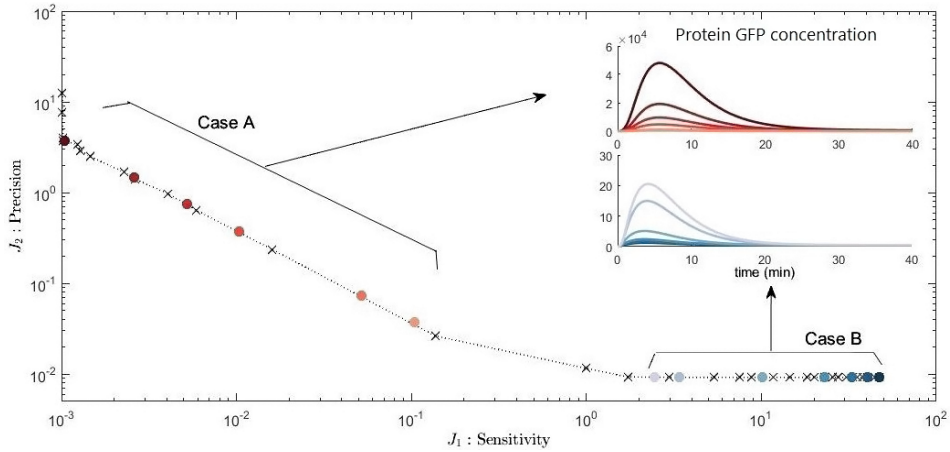 10^2
10^1
10^0
10^-1
10^-2
J_2 : Precision
10^-3
10^-2
10^-1
10^0
10^1
10^2
J_1 : Sensitivity
Case A
Case B
Protein GFP concentration
×10^4
6
4
2
0
0 10 20 30 40
30
20
10
0
0 10 20 30 40
time (min)